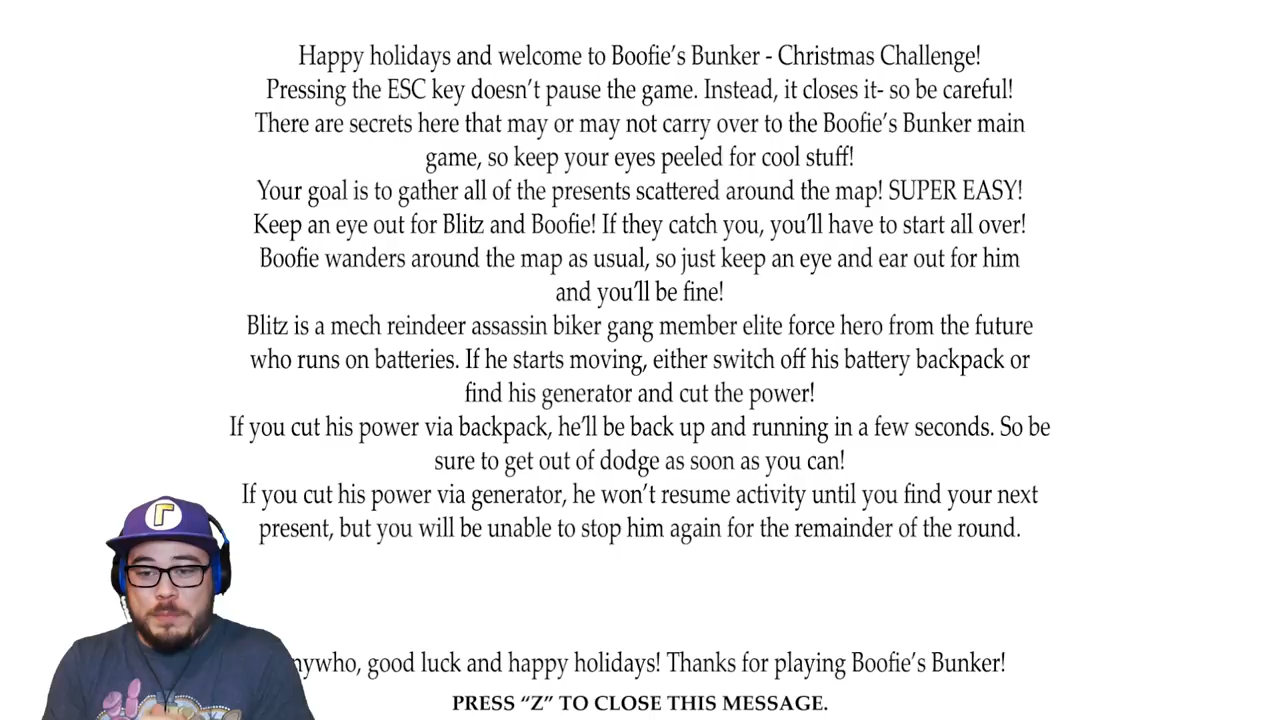 Happy holidays and welcome to Boofie’s Bunker - Christmas Challenge!
Pressing the ESC key doesn’t pause the game. Instead, it closes it- so be careful!
There are secrets here that may or may not carry over to the Boofie’s Bunker main
game, so keep your eyes peeled for cool stuff!
Your goal is to gather all of the presents scattered around the map! SUPER EASY!
Keep an eye out for Blitz and Boofie! If they catch you, you’ll have to start all over!
Boofie wanders around the map as usual, so just keep an eye and ear out for him
and you’ll be fine!
Blitz is a mech reindeer assassin biker gang member elite force hero from the future
who runs on batteries. If he starts moving, either switch off his battery backpack or
find his generator and cut the power!
If you cut his power via backpack, he’ll be back up and running in a few seconds. So be
sure to get out of dodge as soon as you can!
If you cut his power via generator, he won’t resume activity until you find your next
present, but you will be unable to stop him again for the remainder of the round.
nywho, good luck and happy holidays! Thanks for playing Boofie’s Bunker!
PRESS “Z” TO CLOSE THIS MESSAGE.